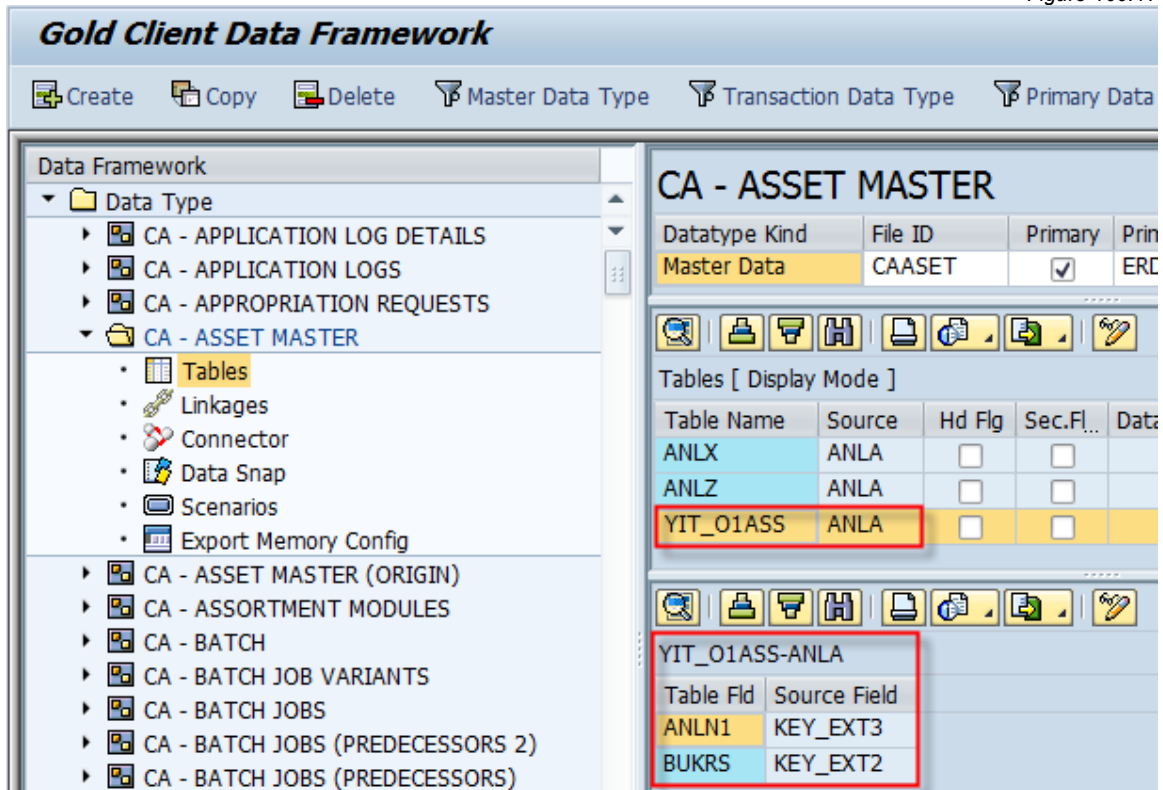 Gold Client Data Framework
Create Copy Delete Master Data Type Transaction Data Type Primary Data
Data Framework
Data Type
CA - APPLICATION LOG DETAILS
CA - APPLICATION LOGS
CA - APPROPRIATION REQUESTS
CA - ASSET MASTER
Tables
Linkages
Connector
Data Snap
Scenarios
Export Memory Config
CA - ASSET MASTER (ORIGIN)
CA - ASSORTMENT MODULES
CA - BATCH
CA - BATCH JOB VARIANTS
CA - BATCH JOBS
CA - BATCH JOBS (PREDECESSORS 2)
CA - BATCH JOBS (PREDECESSORS)
CA - ASSET MASTER
Datatype Kind File ID Primary Prin
Master Data CAASET ERD
Tables [ Display Mode ]
Table Name Source Hd Flg Sec.Fl... Data
ANLX ANLA
ANLZ ANLA
YIT_O1ASS ANLA
YIT_O1ASS-ANLA
Table Fld Source Field
ANLN1 KEY_EXT3
BUKRS KEY_EXT2